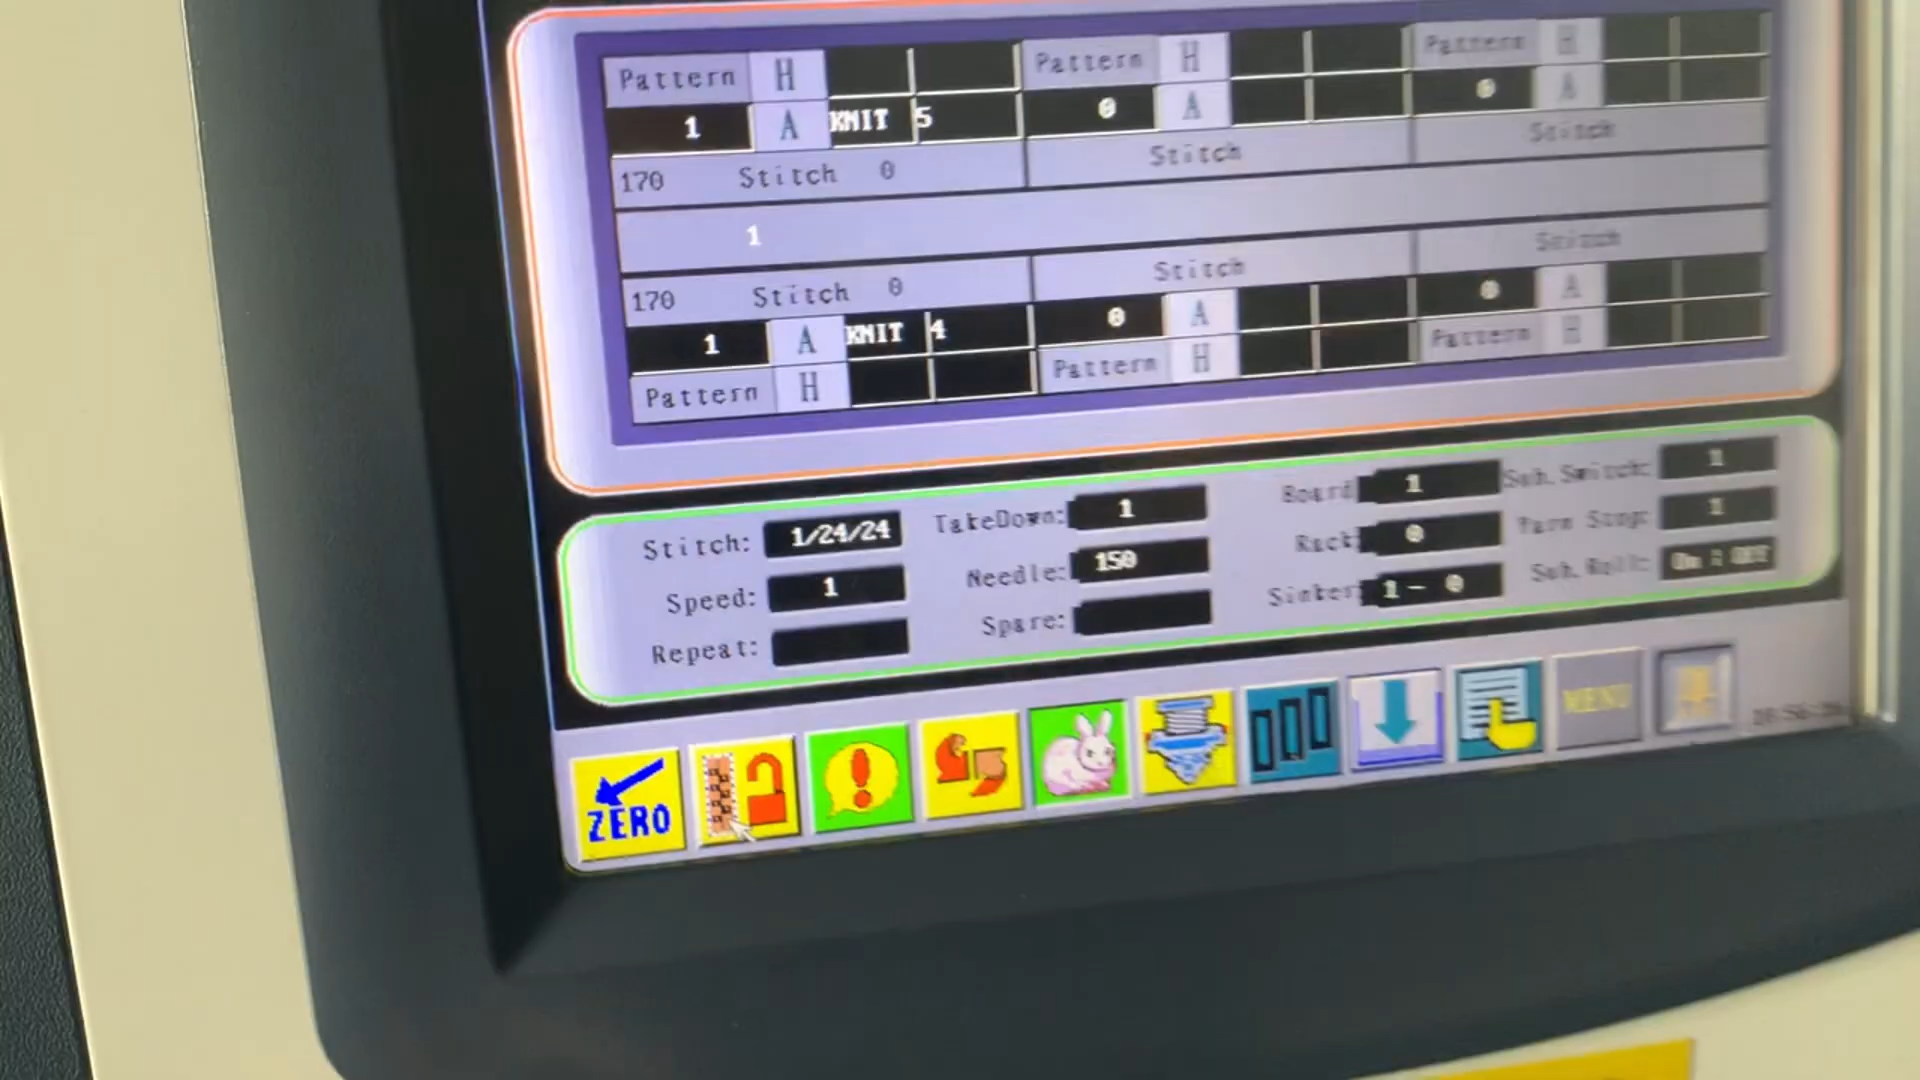 Pattern H Pattern H Pattern H
1 A KNIT 5 0 A 0 A
170 Stitch 0 Stitch Stitch
1
170 Stitch 0 Stitch Stitch
1 A KNIT 4 0 A 0 A
Pattern H Pattern H Pattern H
Stitch: 1/24/24 TakeDown: 1 Board 1 Sub.Switch: 1
Speed: 1 Needle: 150 Rack: 0 Yarn Stop: 1
Repeat: Spare: Sinker: 1- 0 Sub.Roll:
ZERO
MENU